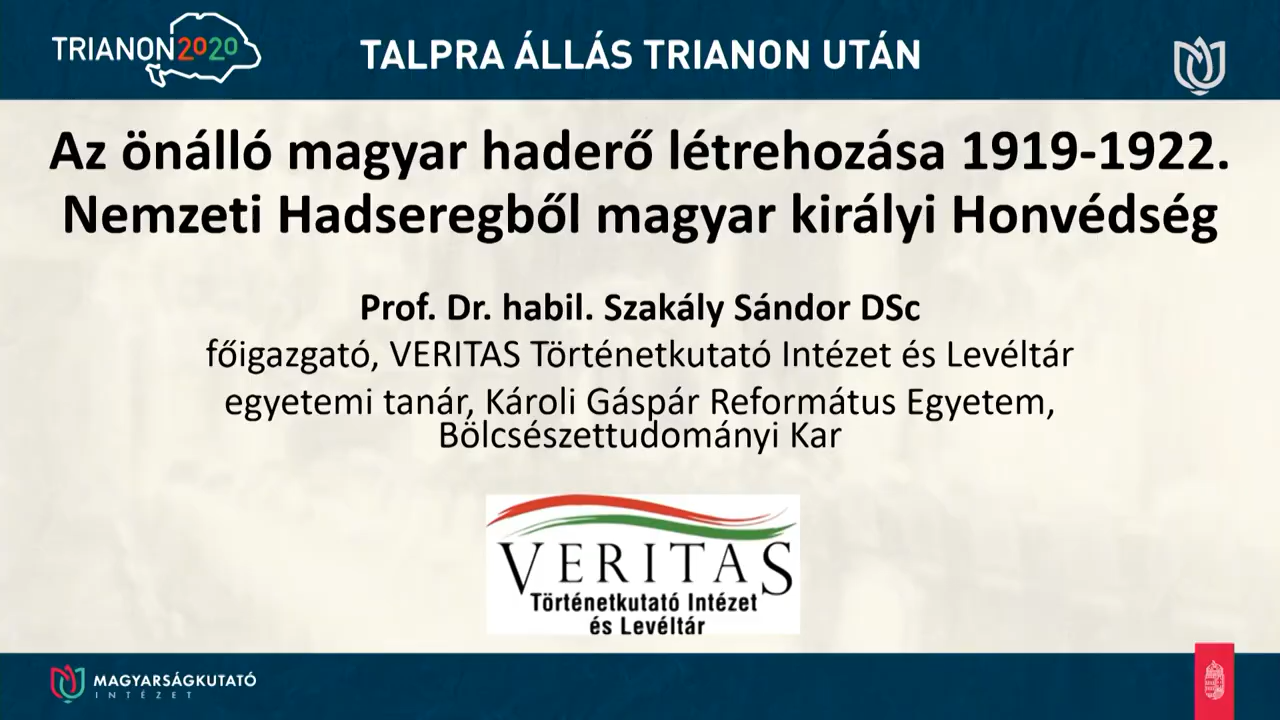 TRIANON2020
TALPRA ÁLLÁS TRIANON UTÁN
Az önálló magyar haderő létrehozása 1919-1922.
Nemzeti Hadseregből magyar királyi Honvédség
Prof. Dr. habil. Szakály Sándor DSc
főigazgató, VERITAS Történetkutató Intézet és Levéltár
egyetemi tanár, Károli Gáspár Református Egyetem,
Bölcsészettudományi Kar
VERITAS
Történetkutató Intézet
és Levéltár
MAGYARSÁGKUTATÓ
INTÉZET